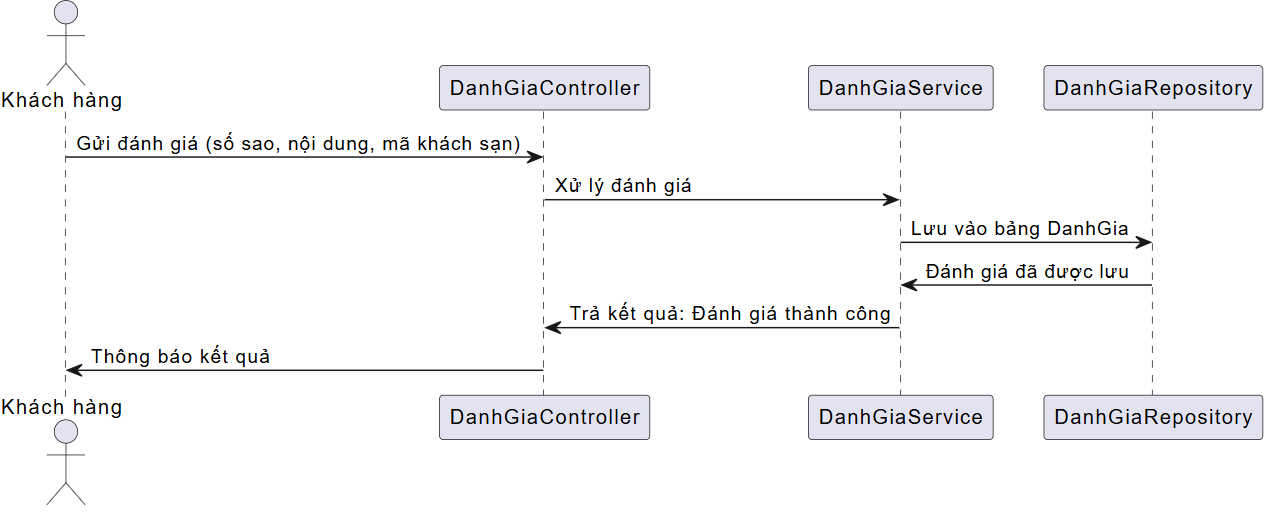 Khách hàng
DanhGiaController
DanhGiaService
DanhGiaRepository
Gửi đánh giá (số sao, nội dung, mã khách sạn)
Xử lý đánh giá
Lưu vào bảng DanhGia
Đánh giá đã được lưu
Trả kết quả: Đánh giá thành công
Thông báo kết quả
Khách hàng
DanhGiaController
DanhGiaService
DanhGiaRepository